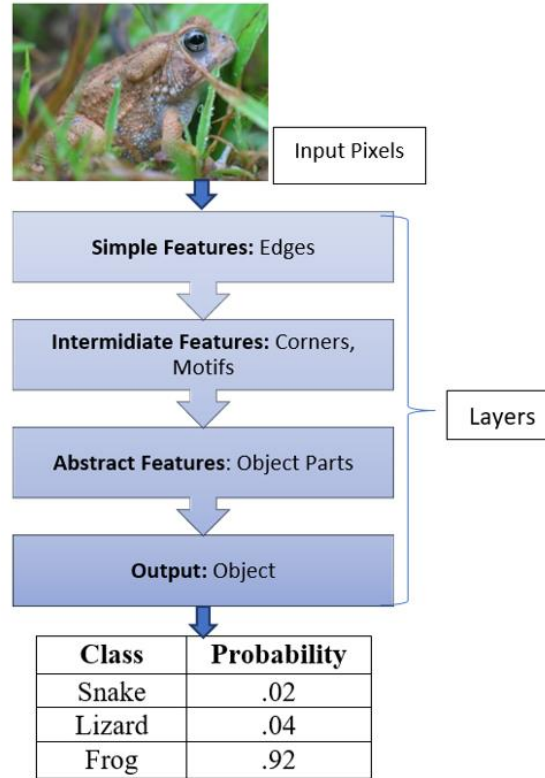 Input Pixels
Simple Features: Edges
Intermidiate Features: Corners,
Motifs
Abstract Features: Object Parts
Layers
Output: Object
Class Probability
Snake .02
Lizard .04
Frog .92